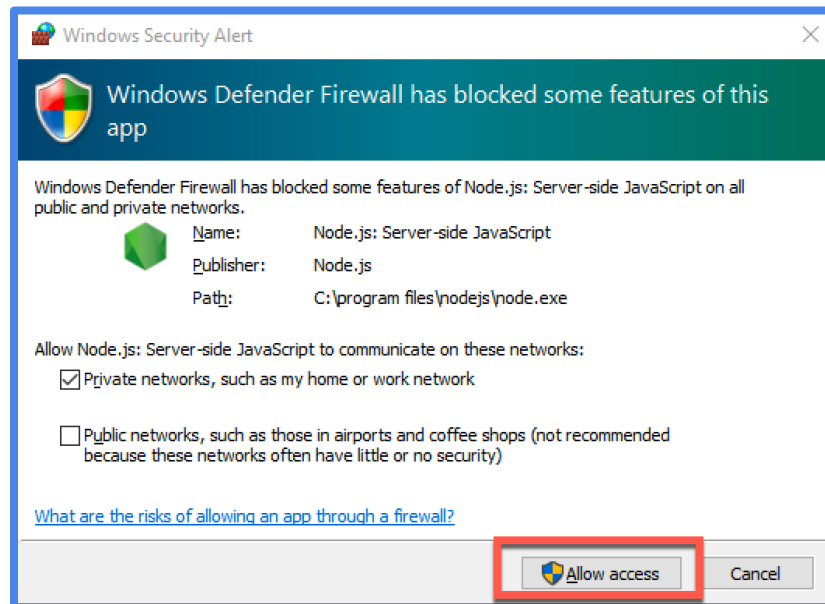 Windows Security Alert
Windows Defender Firewall has blocked some features of this
app
Windows Defender Firewall has blocked some features of Node.js: Server-side JavaScript on all
public and private networks.
Name: Node.js: Server-side JavaScript
Publisher: Node.js
Path: C:\program files\nodejs\node.exe
Allow Node.js: Server-side JavaScript to communicate on these networks:
Private networks, such as my home or work network
Public networks, such as those in airports and coffee shops (not recommended
because these networks often have little or no security)
What are the risks of allowing an app through a firewall?
Allow access Cancel